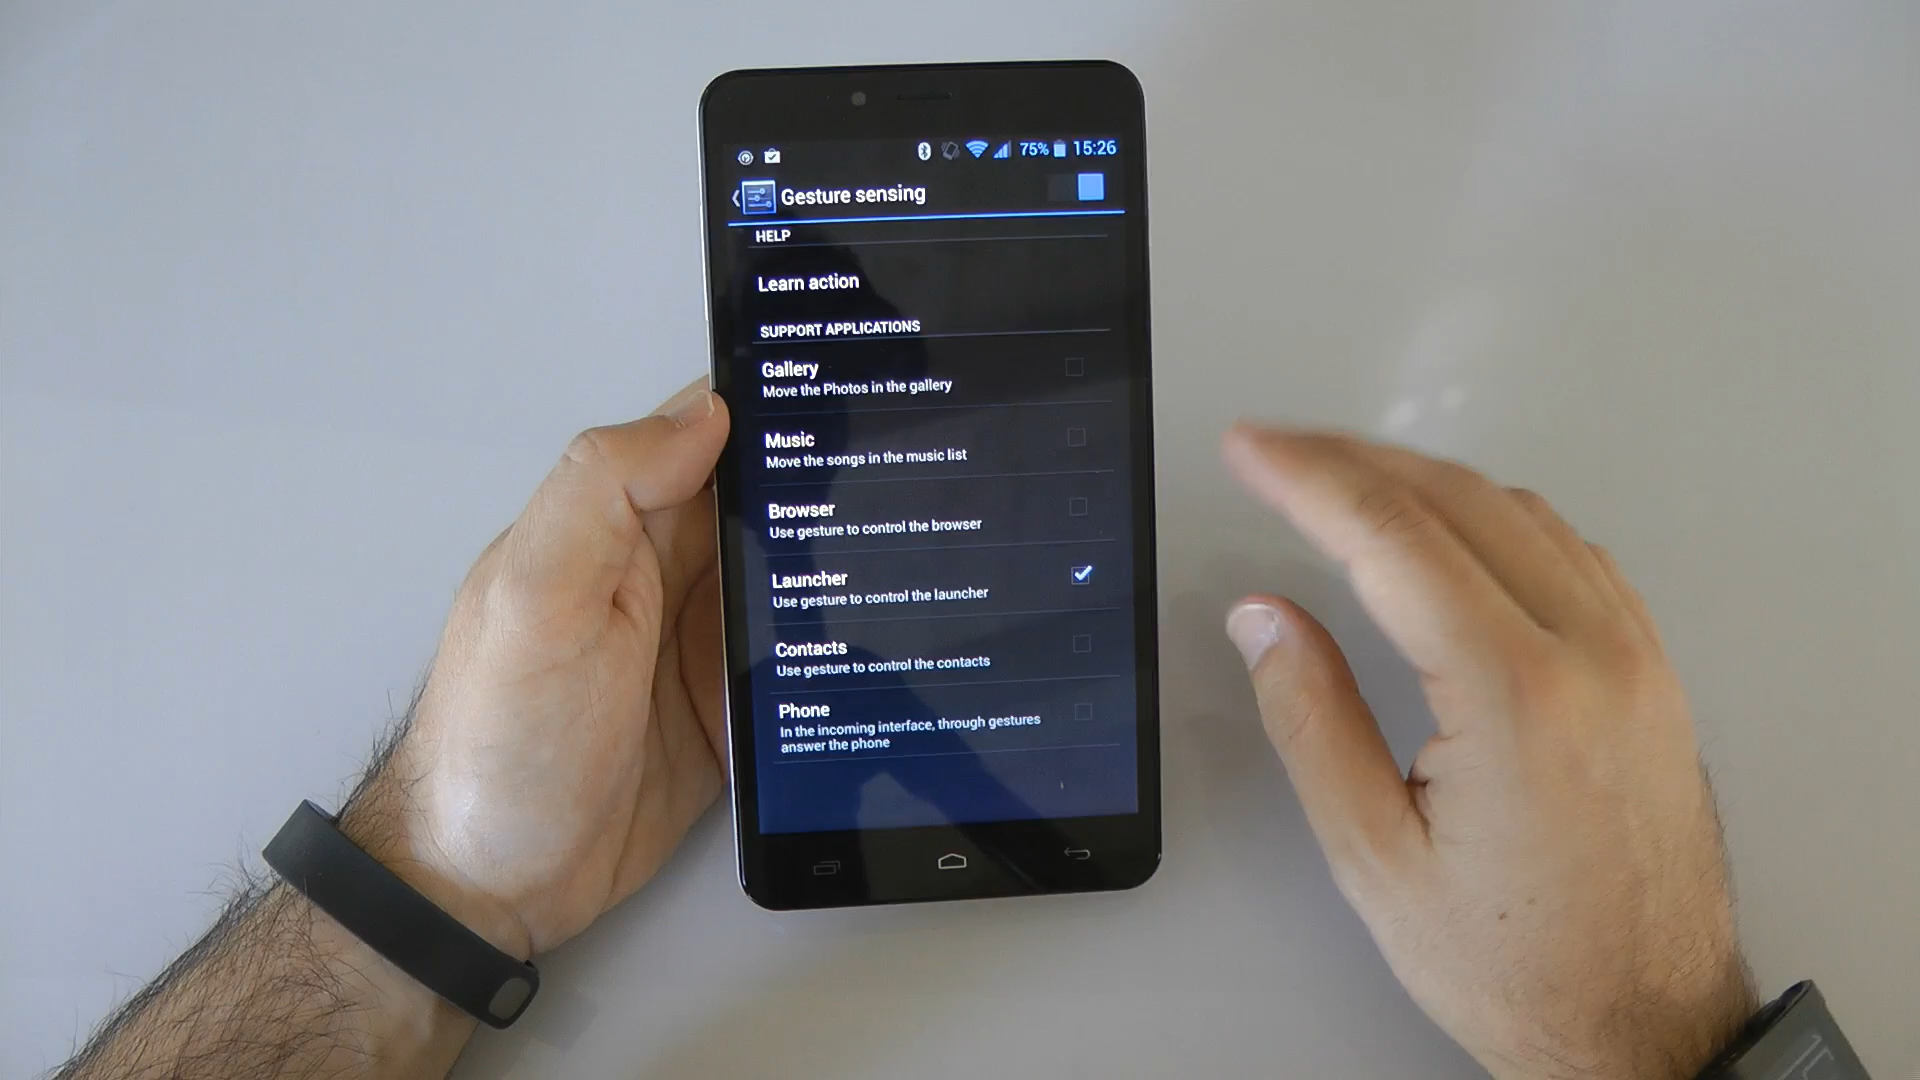 75% 15:26
Gesture sensing
HELP
Learn action
SUPPORT APPLICATIONS
Gallery
Move the Photos in the gallery
Music
Move the songs in the music list
Browser
Use gesture to control the browser
Launcher
Use gesture to control the launcher
Contacts
Use gesture to control the contacts
Phone
In the incoming interface, through gestures
answer the phone